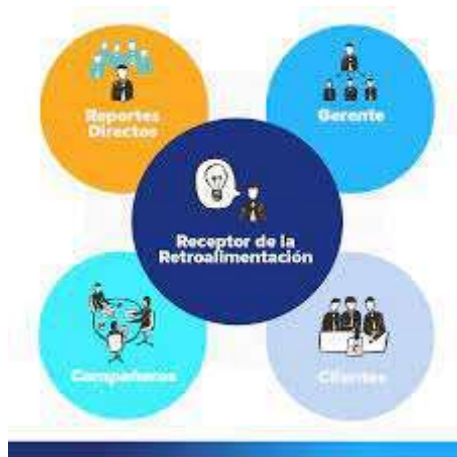 Reportes
Directos
Gerente
Receptor de la
Retroalimentación
Compañeros
Clientes